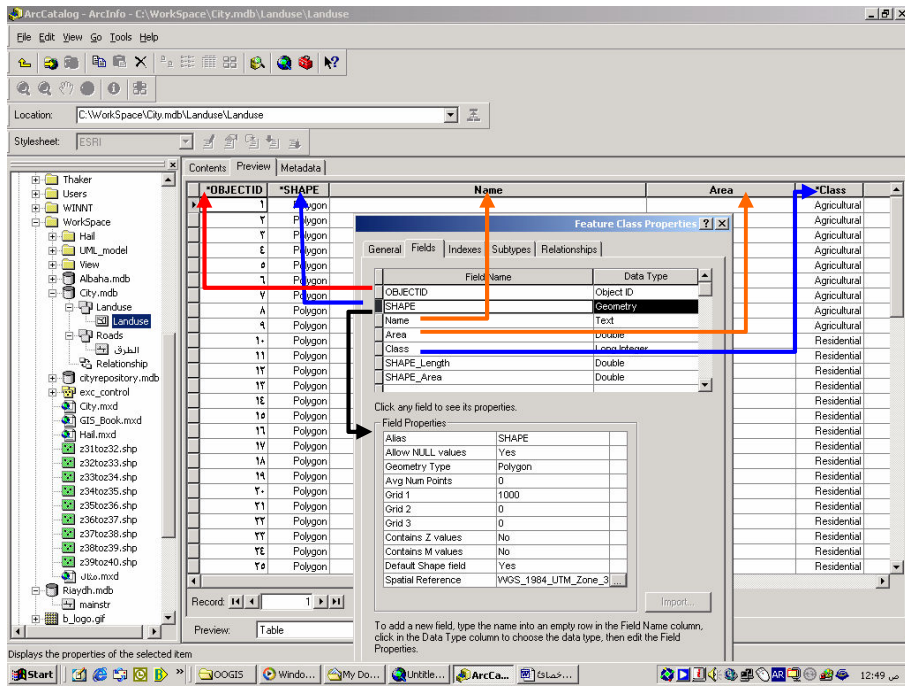 ArcCatalog - ArcInfo - C:\WorkSpace\City.mdb\Landuse\Landuse
File Edit View Go Tools Help
Location: C:\WorkSpace\City.mdb\Landuse\Landuse
Stylesheet: ESRI
Contents Preview Metadata
Thaker
Users
WINNT
WorkSpace
Hail
UML_model
View
Albaha.mdb
City.mdb
Landuse
Landuse
Roads
الطرق
Relationship
cityrepository.mdb
exc_control
City.mxd
GIS_Book.mxd
Hail.mxd
z31toz32.shp
z32toz33.shp
z33toz34.shp
z34toz35.shp
z35toz36.shp
z36toz37.shp
z37toz38.shp
z38toz39.shp
z39toz40.shp
مثال.mxd
Riaydh.mdb
mainstr
b_logo.gif
*OBJECTID *SHAPE Name Area *Class
١ Polygon Agricultural
٢ Polygon Agricultural
٣ Polygon Agricultural
٤ Polygon Agricultural
٥ Polygon Agricultural
٦ Polygon Agricultural
٧ Polygon Agricultural
٨ Polygon Agricultural
٩ Polygon Agricultural
١٠ Polygon Residential
١١ Polygon Residential
١٢ Polygon Residential
١٣ Polygon Residential
١٤ Polygon Residential
١٥ Polygon Residential
١٦ Polygon Residential
١٧ Polygon Residential
١٨ Polygon Residential
١٩ Polygon Residential
٢٠ Polygon Residential
٢١ Polygon Residential
٢٢ Polygon Residential
٢٣ Polygon Residential
٢٤ Polygon Residential
٢٥ Polygon Residential
Feature Class Properties
General Fields Indexes Subtypes Relationships
Field Name Data Type
OBJECTID Object ID
SHAPE Geometry
Name Text
Area Double
Class Long Integer
SHAPE_Length Double
SHAPE_Area Double
Click any field to see its properties.
Field Properties
Alias SHAPE
Allow NULL values Yes
Geometry Type Polygon
Avg Num Points 0
Grid 1 1000
Grid 2 0
Grid 3 0
Contains Z values No
Contains M values No
Default Shape field Yes
Spatial Reference WGS_1984_UTM_Zone_3 ...
Import...
To add a new field, type the name into an empty row in the Field Name column,
click in the Data Type column to choose the data type, then edit the Field
Properties.
Record: 1
Preview: Table
Displays the properties of the selected item
Start OOGIS Windo... My Do... Untitle... ArcCa... AR 12:49 ص